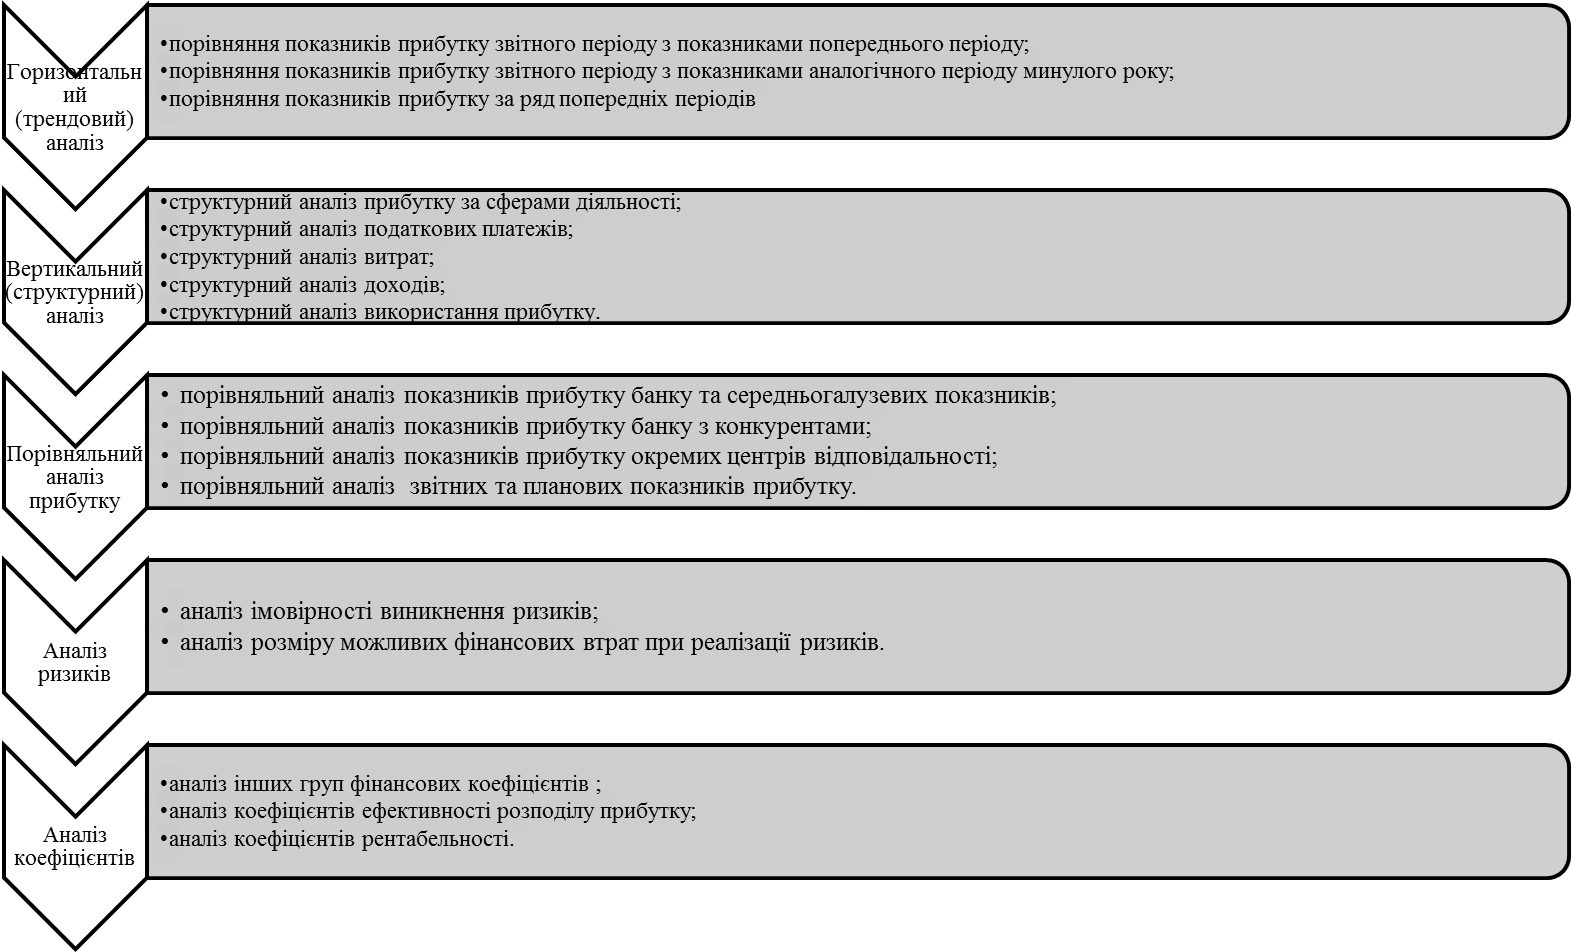 Горизонтальн
ий
(трендовий)
аналіз
•порівняння показників прибутку звітного періоду з показниками попереднього періоду;
•порівняння показників прибутку звітного періоду з показниками аналогічного періоду минулого року;
•порівняння показників прибутку за ряд попередніх періодів
Вертикальний
(структурний)
аналіз
•структурний аналіз прибутку за сферами діяльності;
•структурний аналіз податкових платежів;
•структурний аналіз витрат;
•структурний аналіз доходів;
•структурний аналіз використання прибутку.
Порівняльний
аналіз
прибутку
• порівняльний аналіз показників прибутку банку та середньогалузевих показників;
• порівняльний аналіз показників прибутку банку з конкурентами;
• порівняльний аналіз показників прибутку окремих центрів відповідальності;
• порівняльний аналіз звітних та планових показників прибутку.
Аналіз
ризиків
• аналіз імовірності виникнення ризиків;
• аналіз розміру можливих фінансових втрат при реалізації ризиків.
Аналіз
коефіцієнтів
•аналіз інших груп фінансових коефіцієнтів ;
•аналіз коефіцієнтів ефективності розподілу прибутку;
•аналіз коефіцієнтів рентабельності.